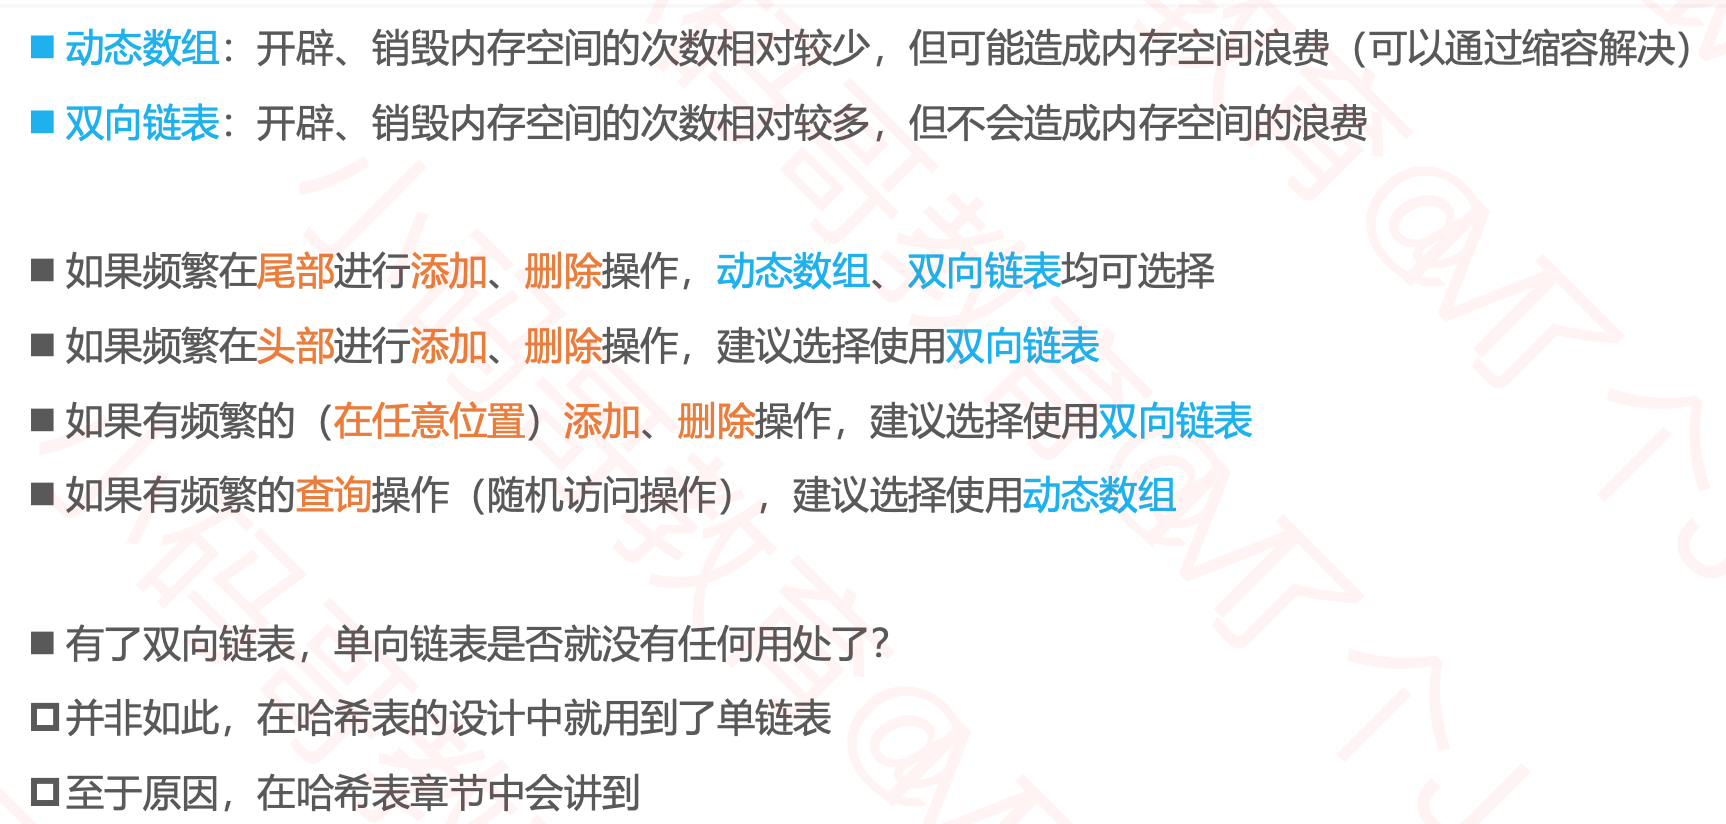 ■ 动态数组：开辟、销毁内存空间的次数相对较少，但可能造成内存空间浪费（可以通过缩容解决）
■ 双向链表：开辟、销毁内存空间的次数相对较多，但不会造成内存空间的浪费
■ 如果频繁在尾部进行添加、删除操作，动态数组、双向链表均可选择
■ 如果频繁在头部进行添加、删除操作，建议选择使用双向链表
■ 如果有频繁的（在任意位置）添加、删除操作，建议选择使用双向链表
■ 如果有频繁的查询操作（随机访问操作），建议选择使用动态数组
■ 有了双向链表，单向链表是否就没有任何用处了？
□ 并非如此，在哈希表的设计中就用到了单链表
□ 至于原因，在哈希表章节中会讲到
小码哥教育@M了个J